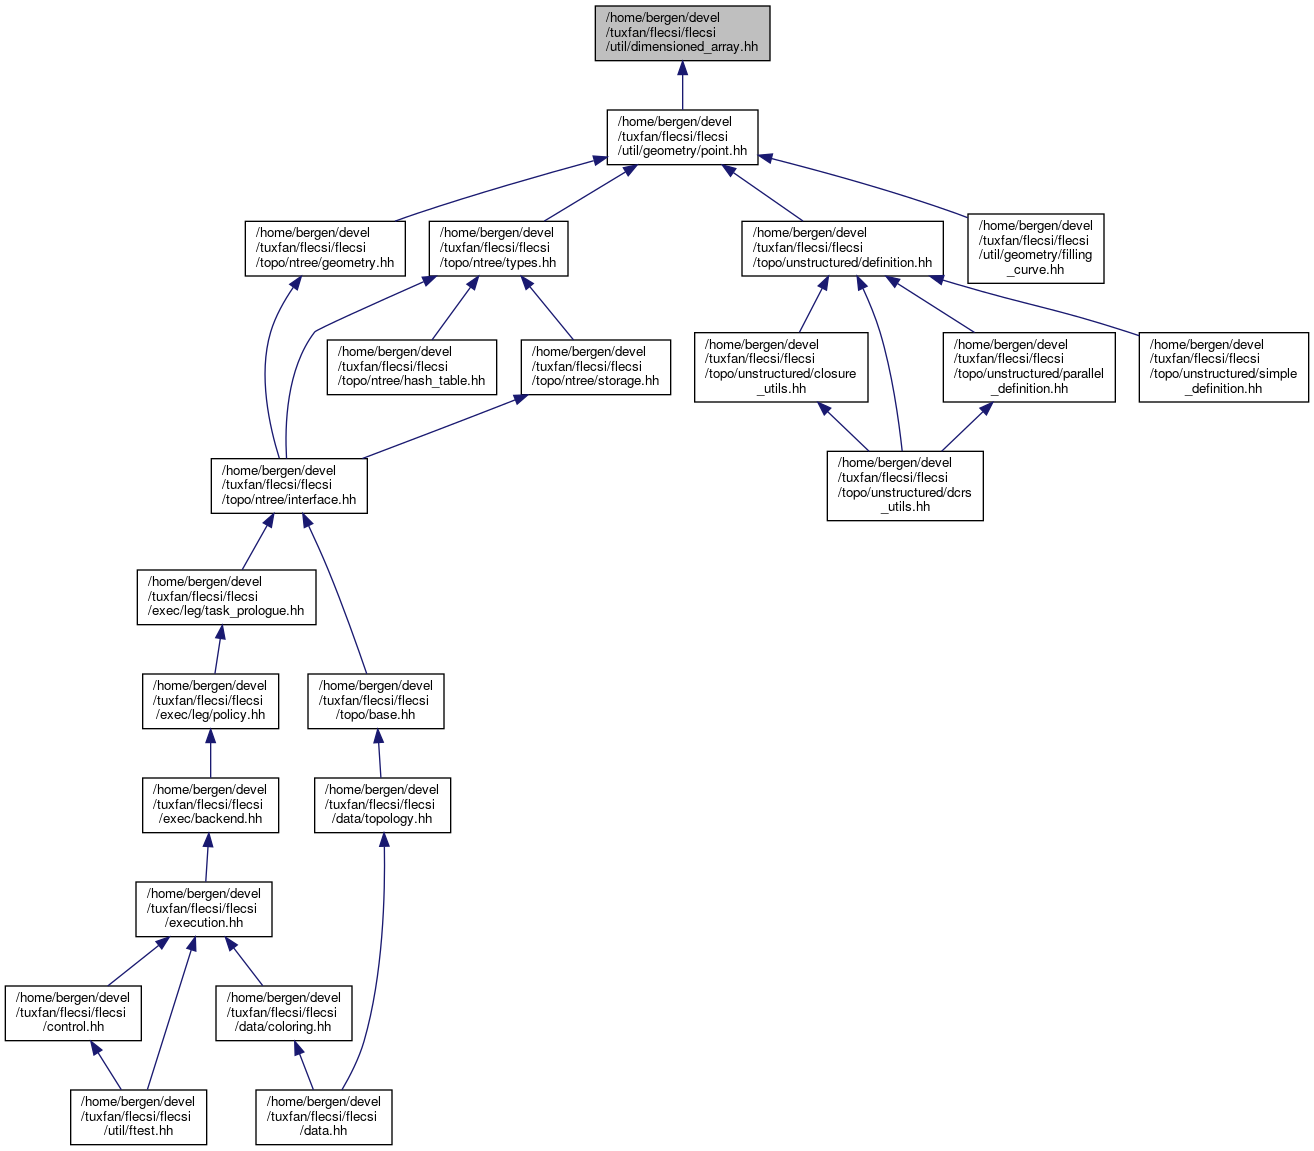 /home/bergen/devel
/tuxfan/flecsi/flecsi
/util/dimensioned_array.hh
/home/bergen/devel
/tuxfan/flecsi/flecsi
/util/geometry/point.hh
/home/bergen/devel
/tuxfan/flecsi/flecsi
/topo/ntree/geometry.hh
/home/bergen/devel
/tuxfan/flecsi/flecsi
/topo/ntree/types.hh
/home/bergen/devel
/tuxfan/flecsi/flecsi
/topo/unstructured/definition.hh
/home/bergen/devel
/tuxfan/flecsi/flecsi
/util/geometry/filling
_curve.hh
/home/bergen/devel
/tuxfan/flecsi/flecsi
/topo/ntree/hash_table.hh
/home/bergen/devel
/tuxfan/flecsi/flecsi
/topo/ntree/storage.hh
/home/bergen/devel
/tuxfan/flecsi/flecsi
/topo/unstructured/closure
_utils.hh
/home/bergen/devel
/tuxfan/flecsi/flecsi
/topo/unstructured/parallel
_definition.hh
/home/bergen/devel
/tuxfan/flecsi/flecsi
/topo/unstructured/simple
_definition.hh
/home/bergen/devel
/tuxfan/flecsi/flecsi
/topo/ntree/interface.hh
/home/bergen/devel
/tuxfan/flecsi/flecsi
/topo/unstructured/dcrs
_utils.hh
/home/bergen/devel
/tuxfan/flecsi/flecsi
/exec/leg/task_prologue.hh
/home/bergen/devel
/tuxfan/flecsi/flecsi
/exec/leg/policy.hh
/home/bergen/devel
/tuxfan/flecsi/flecsi
/topo/base.hh
/home/bergen/devel
/tuxfan/flecsi/flecsi
/exec/backend.hh
/home/bergen/devel
/tuxfan/flecsi/flecsi
/data/topology.hh
/home/bergen/devel
/tuxfan/flecsi/flecsi
/execution.hh
/home/bergen/devel
/tuxfan/flecsi/flecsi
/control.hh
/home/bergen/devel
/tuxfan/flecsi/flecsi
/data/coloring.hh
/home/bergen/devel
/tuxfan/flecsi/flecsi
/util/ftest.hh
/home/bergen/devel
/tuxfan/flecsi/flecsi
/data.hh